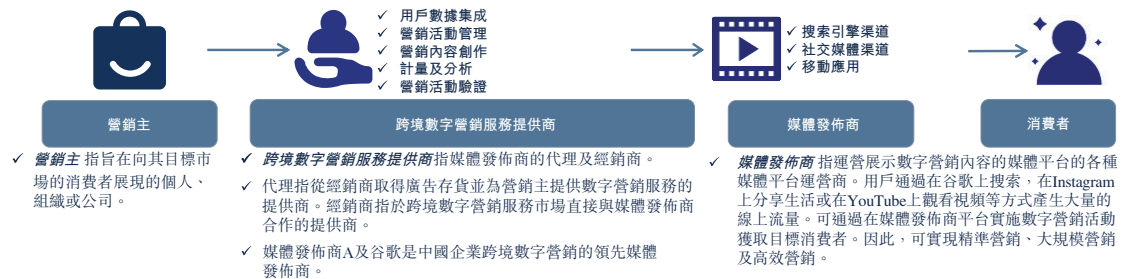 用戶數據集成
營銷活動管理
營銷內容創作
計量及分析
營銷活動驗證
搜索引擎渠道
社交媒體渠道
移動應用
營銷主
跨境數字營銷服務提供商
媒體發佈商
消費者
營銷主 指旨在向其目標市
場的消費者展現的個人、
組織或公司。
跨境數字營銷服務提供商指媒體發佈商的代理及經銷商。
代理指從經銷商取得廣告存貨並為營銷主提供數字營銷服務的
提供商。經銷商指於跨境數字營銷服務市場直接與媒體發佈商
合作的提供商。
媒體發佈商A及谷歌是中國企業跨境數字營銷的領先媒體
發佈商。
媒體發佈商 指運營展示數字營銷內容的媒體平台的各種
媒體平台運營商。用戶通過在谷歌上搜索，在Instagram
上分享生活或在YouTube上觀看視頻等方式產生大量的
線上流量。可通過在媒體發佈商平台實施數字營銷活動
獲取目標消費者。因此，可實現精準營銷、大規模營銷
及高效營銷。